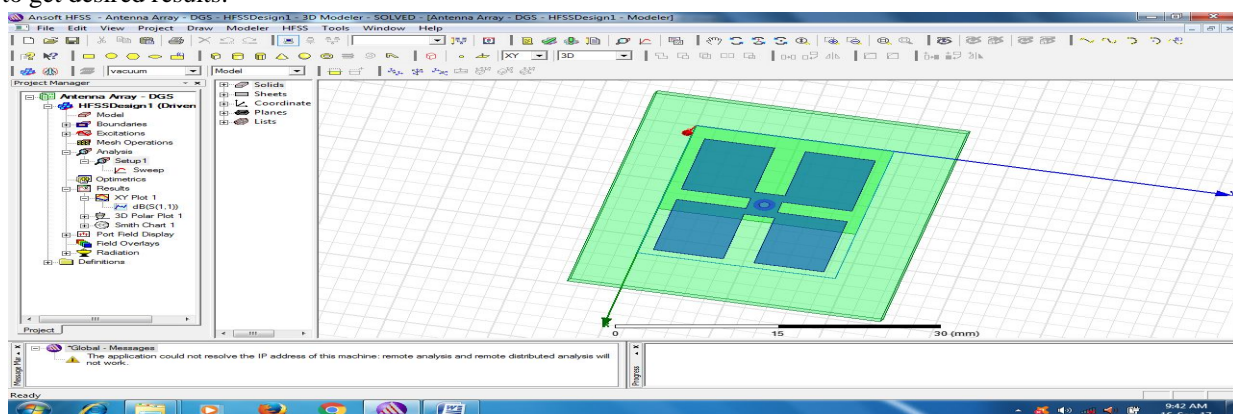 to get desired results.
Ansoft HFSS - Antenna Array - DGS - HFSSDesign1 - 3D Modeler - SOLVED - [Antenna Array - DGS - HFSSDesign1 - Modeler]
File Edit View Project Draw Modeler HFSS Tools Window Help
XY 3D
vacuum Model
Project Manager
Antenna Array - DGS
HFSSDesign1 (Driven
Model
Boundaries
Excitations
Mesh Operations
Analysis
Setup1
Sweep
Optimetrics
Results
XY Plot 1
dB(S(1,1))
3D Polar Plot 1
Smith Chart 1
Port Field Display
Field Overlays
Radiation
Definitions
Project
Solids
Sheets
Coordinate
Planes
Lists
0 15 30 (mm)
*Global - Messages
The application could not resolve the IP address of this machine: remote analysis and remote distributed analysis will
not work.
Progress
Ready
9:42 AM